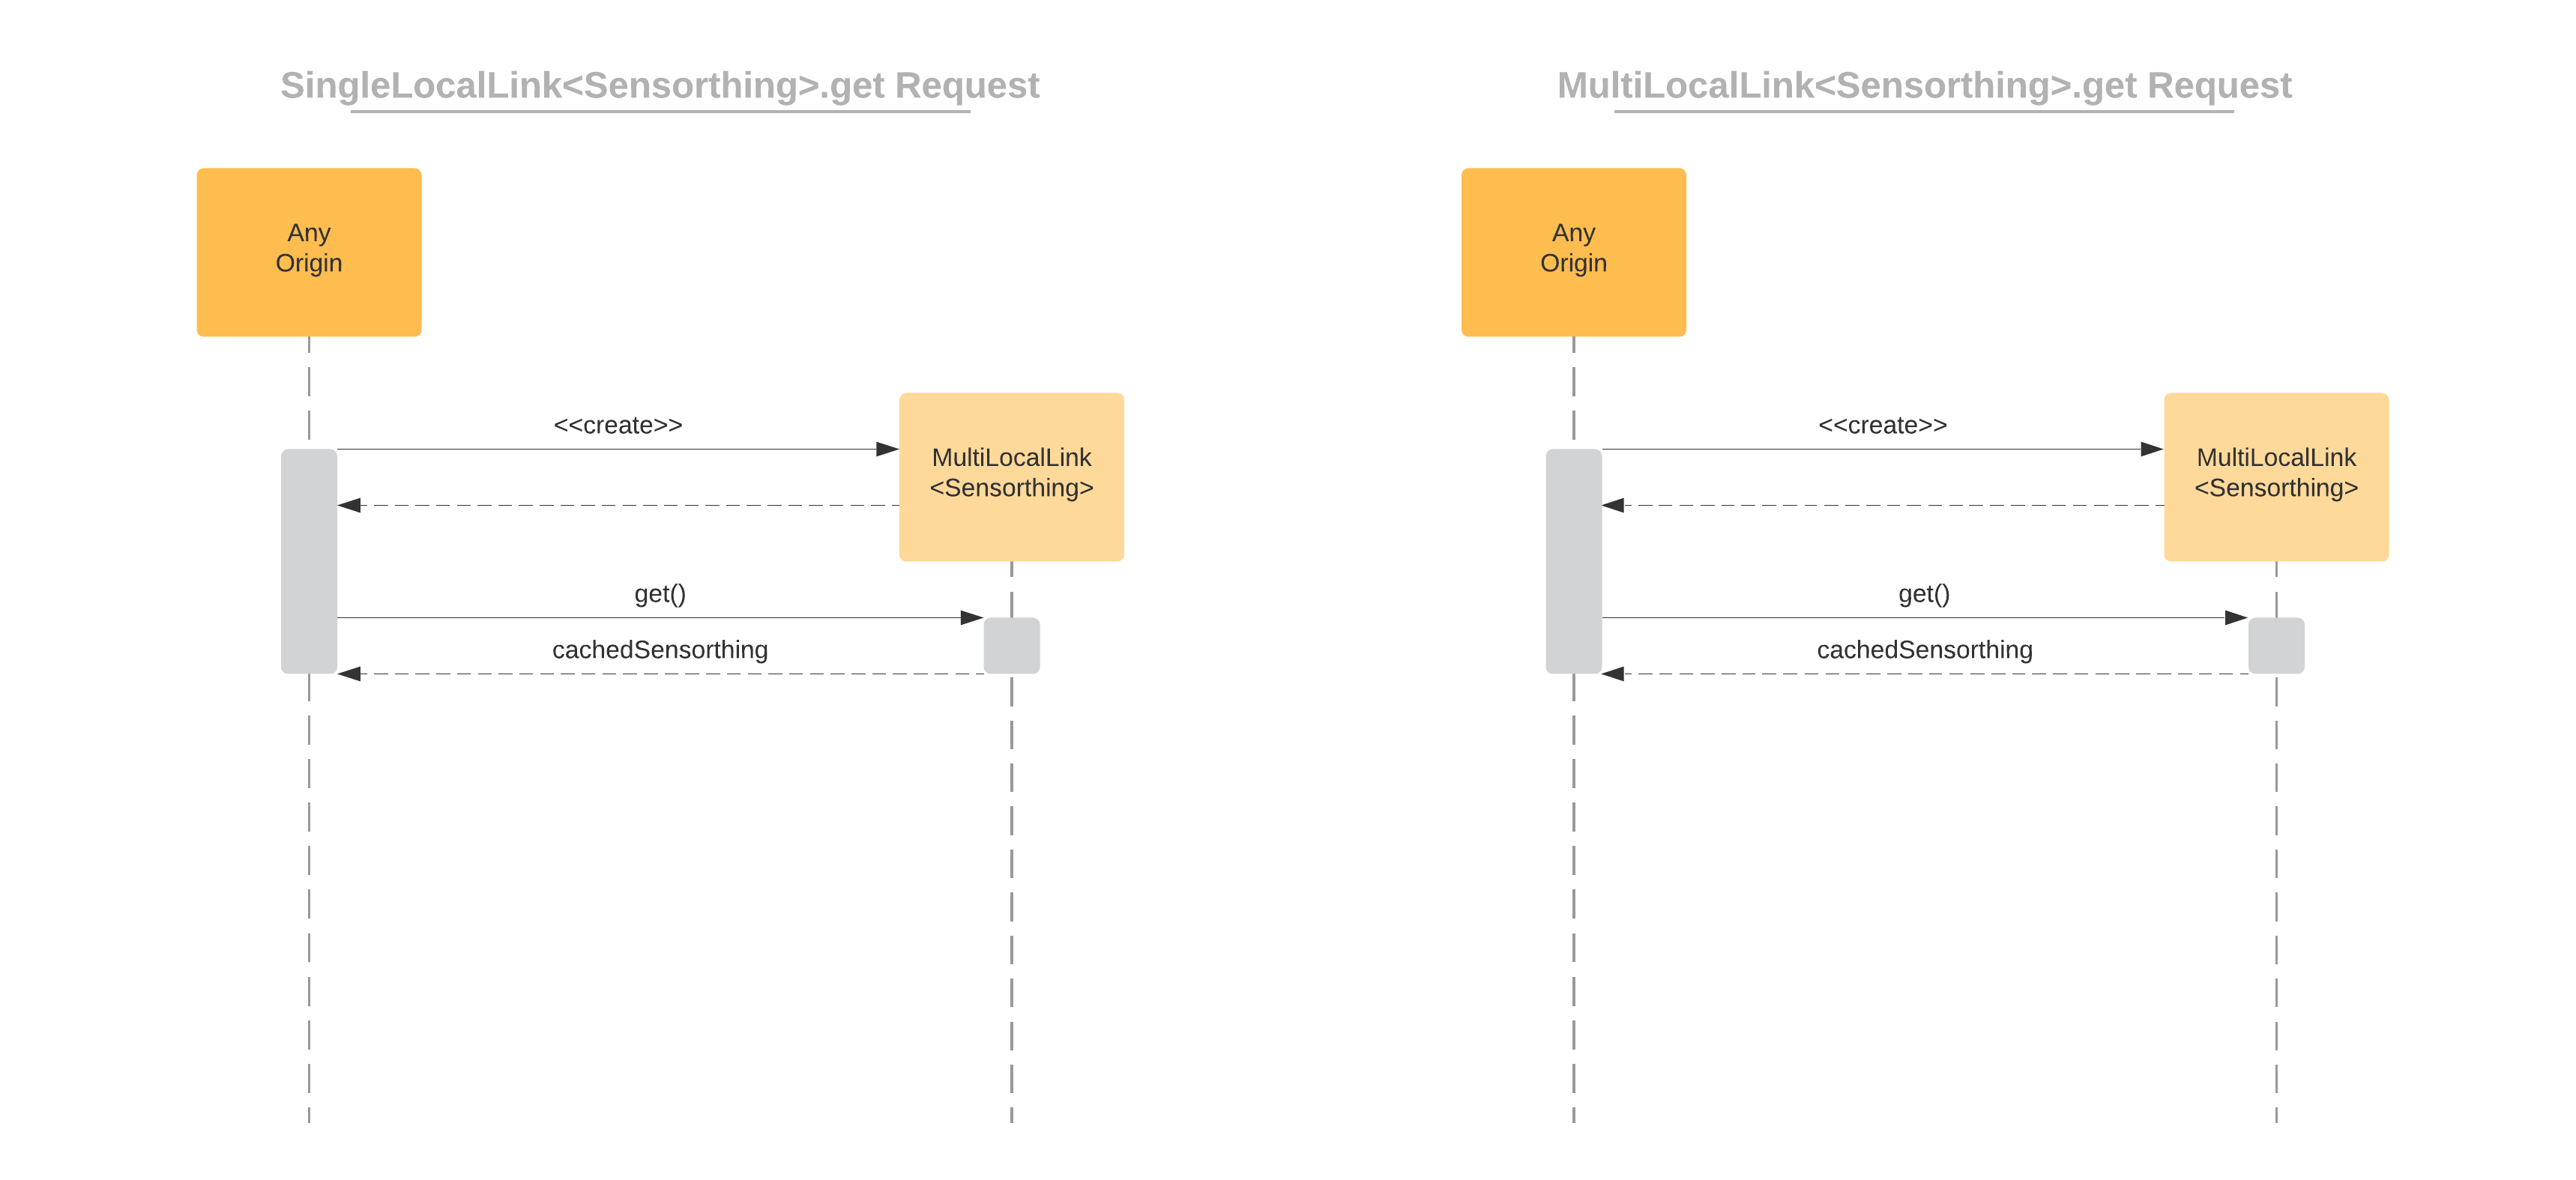 SingleLocalLink<Sensorthing>.get Request
Any
Origin
<<create>>
MultiLocalLink
<Sensorthing>
get()
cachedSensorthing
MultiLocalLink<Sensorthing>.get Request
Any
Origin
<<create>>
MultiLocalLink
<Sensorthing>
get()
cachedSensorthing